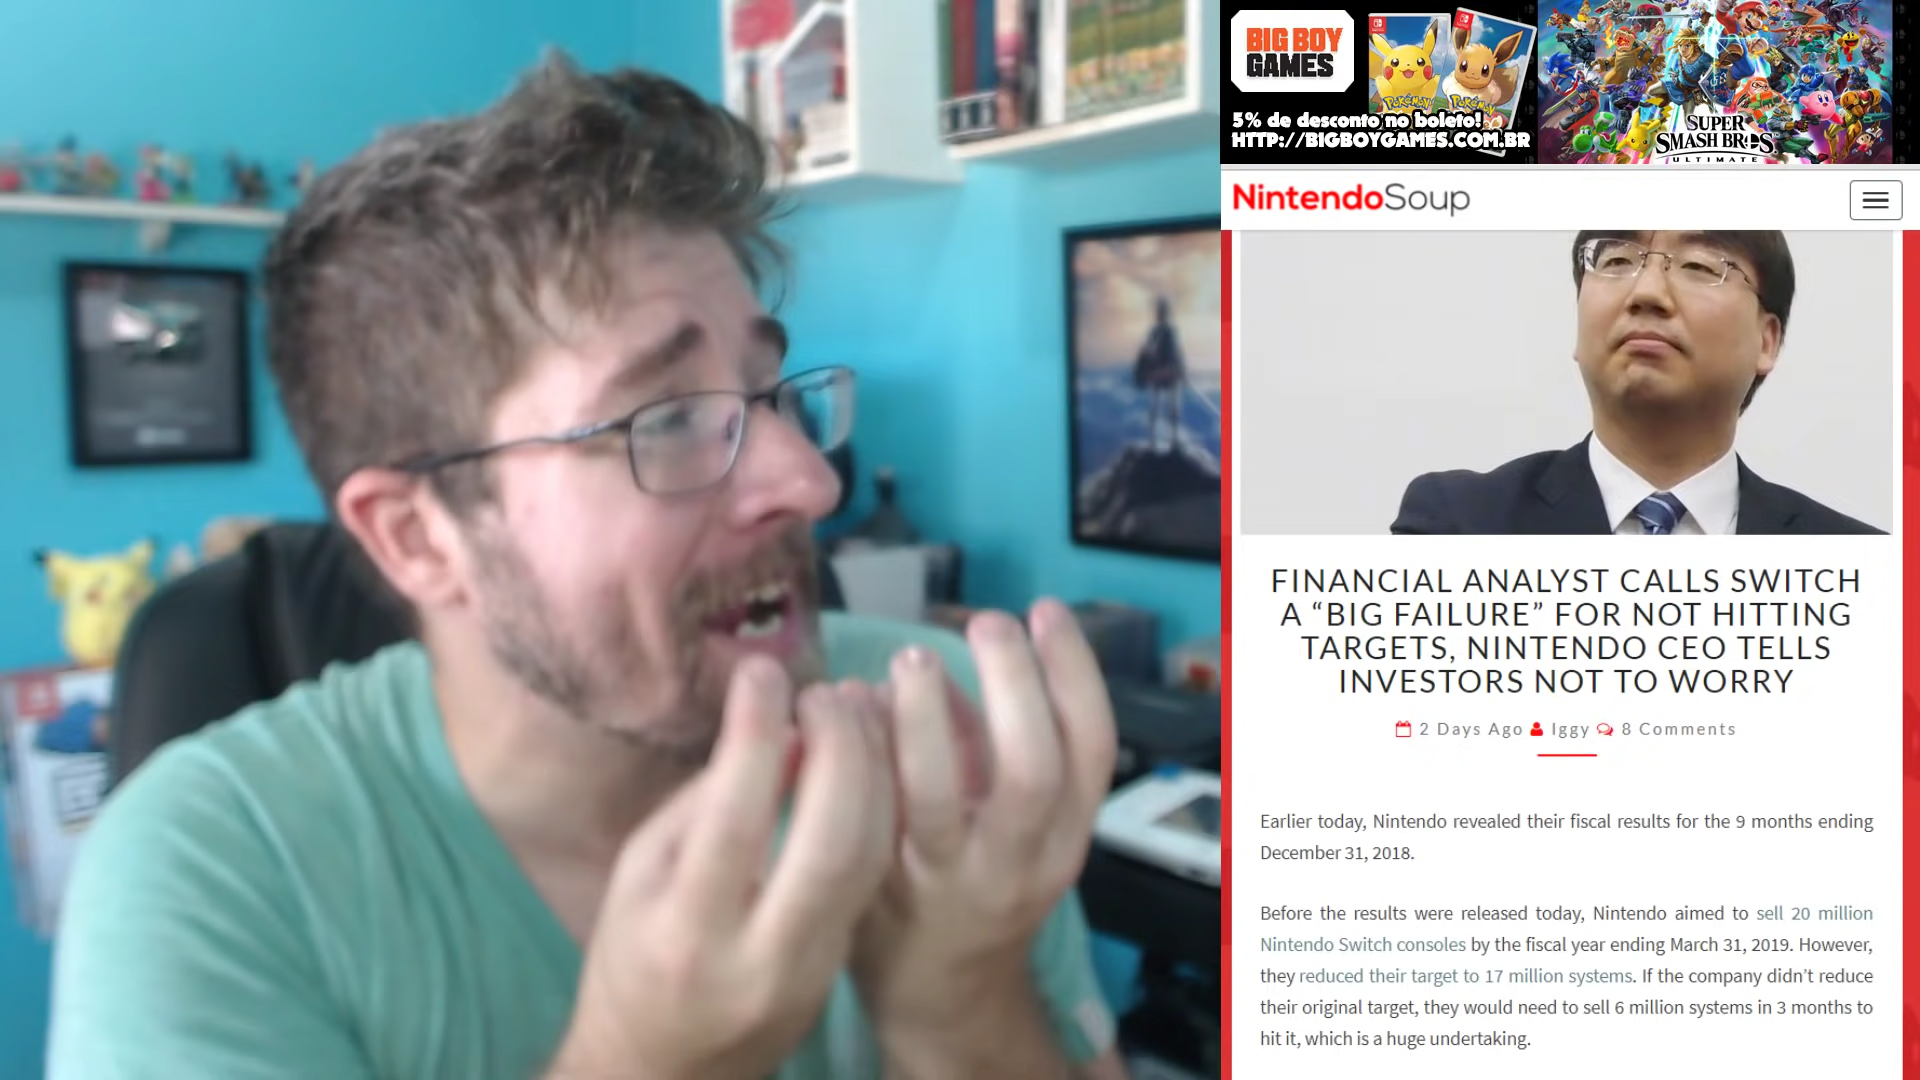 BIG BOY
GAMES
POKéMON
POKéMON
5% de desconto no boleto!
HTTP://BIGBOYGAMES.COM.BR
SUPER
SMASH BROS.
ULTIMATE
NintendoSoup
FINANCIAL ANALYST CALLS SWITCH
A “BIG FAILURE” FOR NOT HITTING
TARGETS, NINTENDO CEO TELLS
INVESTORS NOT TO WORRY
2 Days Ago Iggy 8 Comments
Earlier today, Nintendo revealed their fiscal results for the 9 months ending
December 31, 2018.
Before the results were released today, Nintendo aimed to sell 20 million
Nintendo Switch consoles by the fiscal year ending March 31, 2019. However,
they reduced their target to 17 million systems. If the company didn’t reduce
their original target, they would need to sell 6 million systems in 3 months to
hit it, which is a huge undertaking.